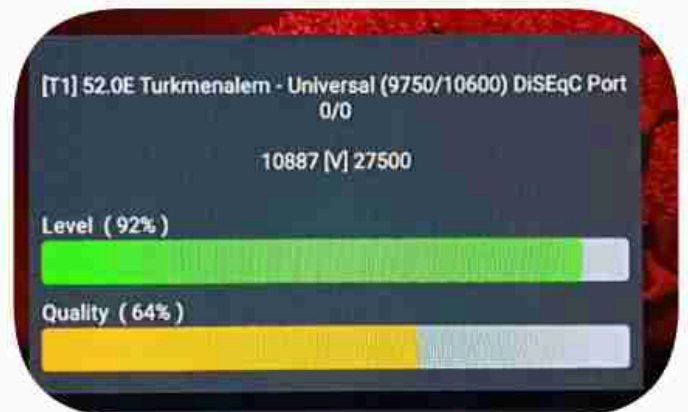 [T1] 52.0E Turkmenalem - Universal (9750/10600) DiSEqC Port
0/0
10887 [V] 27500
Level ( 92% )
Quality ( 64% )